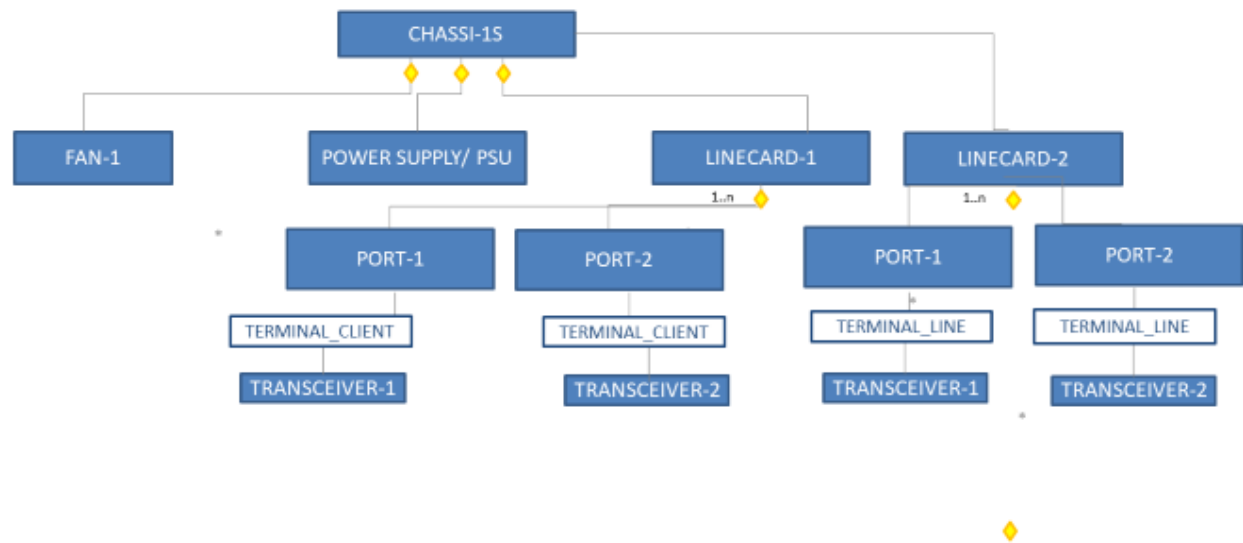 CHASSI-1S
FAN-1
POWER SUPPLY/ PSU
LINECARD-1
LINECARD-2
1..n
1..n
*
PORT-1
PORT-2
PORT-1
PORT-2
*
TERMINAL_CLIENT
TERMINAL_CLIENT
TERMINAL_LINE
TERMINAL_LINE
TRANSCEIVER-1
TRANSCEIVER-2
TRANSCEIVER-1
TRANSCEIVER-2
*